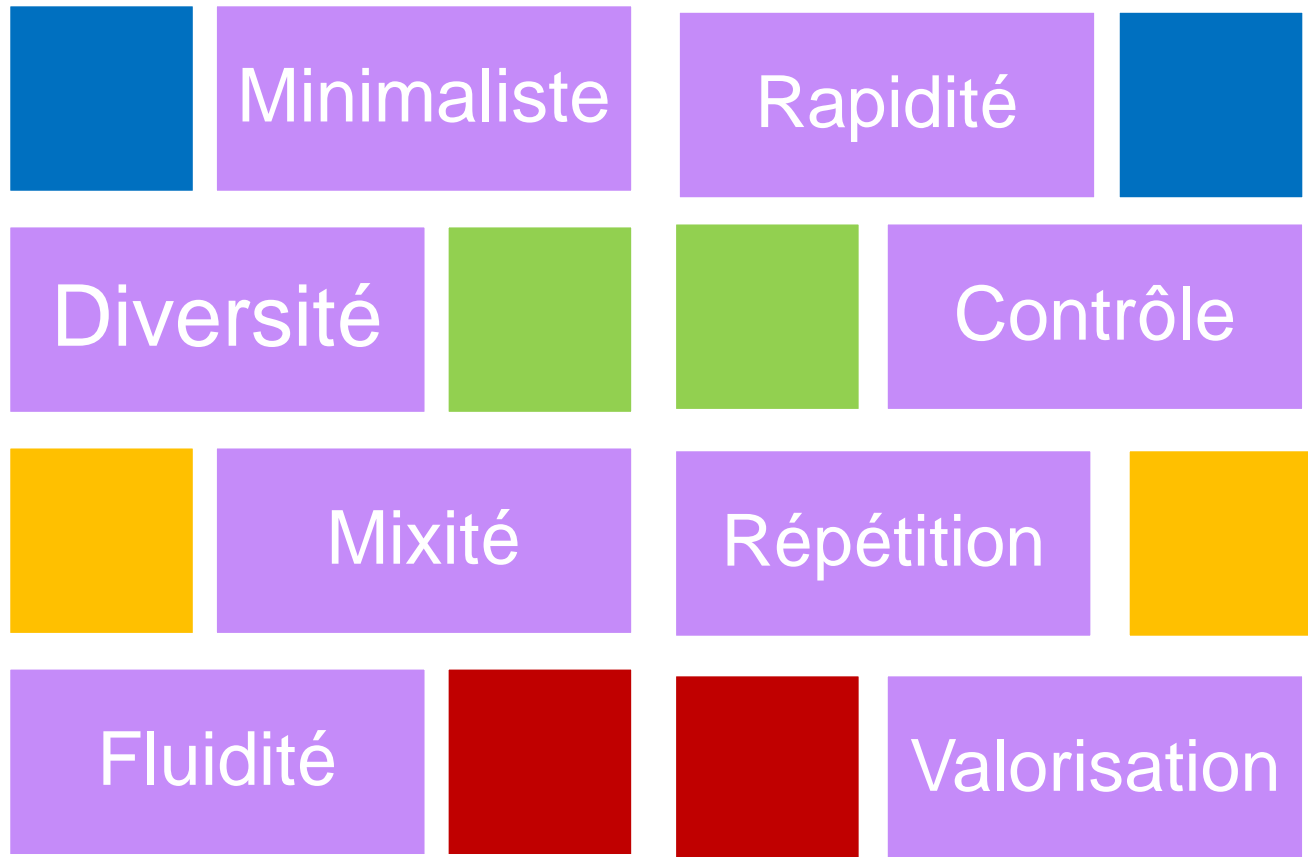 Minimaliste
Rapidité
Diversité
Contrôle
Mixité
Répétition
Fluidité
Valorisation